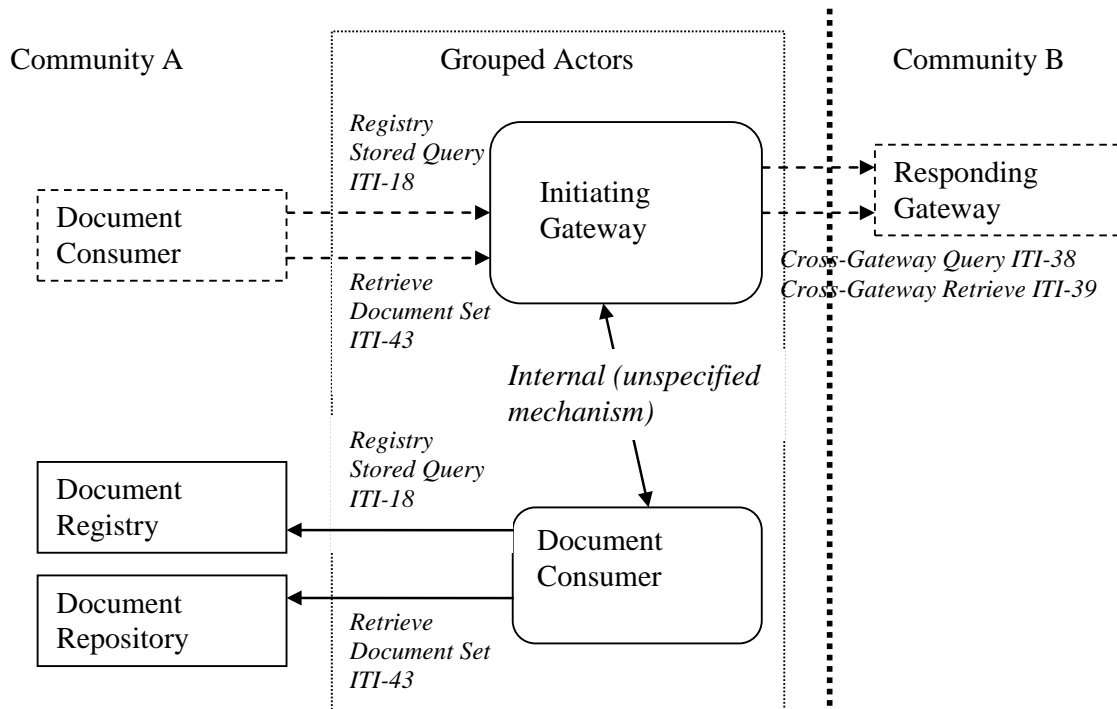 Community A
Grouped Actors
Community B
Registry
Stored Query
ITI-18
Document
Consumer
Initiating
Gateway
Responding
Gateway
Cross-Gateway Query ITI-38
Cross-Gateway Retrieve ITI-39
Retrieve
Document Set
ITI-43
Internal (unspecified
mechanism)
Registry
Stored Query
ITI-18
Document
Registry
Document
Consumer
Document
Repository
Retrieve
Document Set
ITI-43